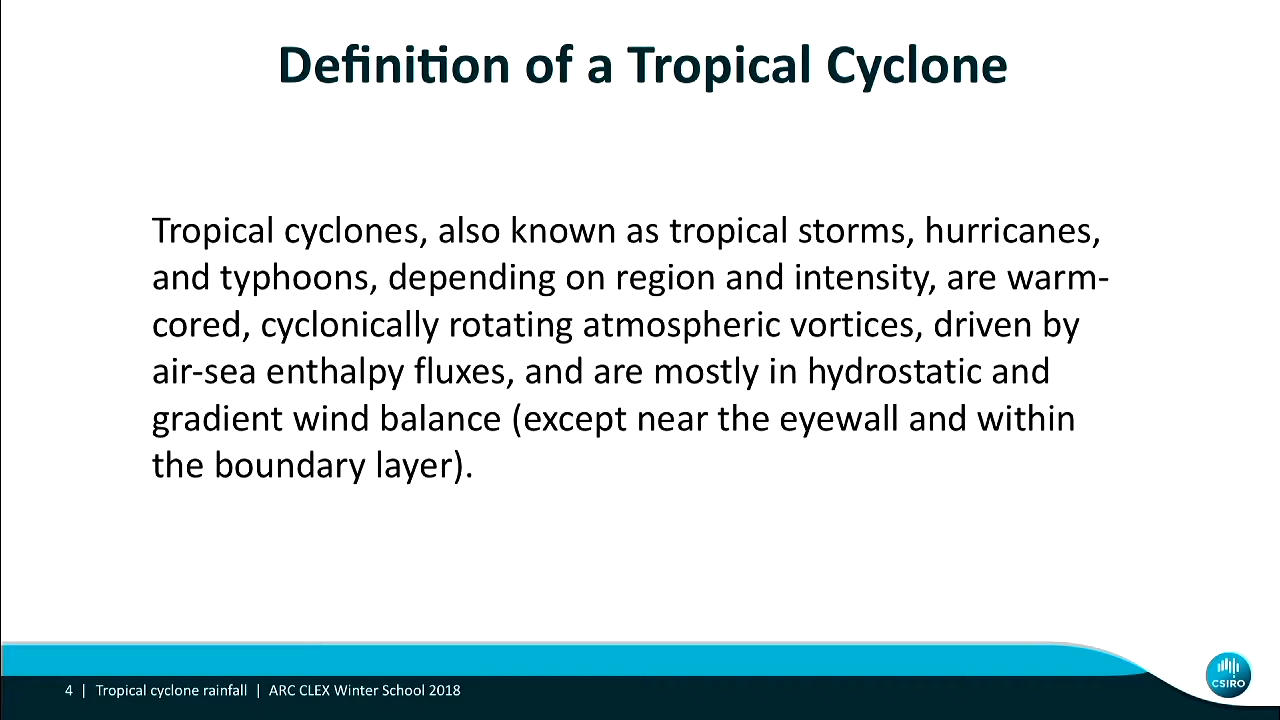 Definition of a Tropical Cyclone
Tropical cyclones, also known as tropical storms, hurricanes,
and typhoons, depending on region and intensity, are warm-
cored, cyclonically rotating atmospheric vortices, driven by
air-sea enthalpy fluxes, and are mostly in hydrostatic and
gradient wind balance (except near the eyewall and within
the boundary layer).
4 | Tropical cyclone rainfall | ARC CLEX Winter School 2018
CSIRO